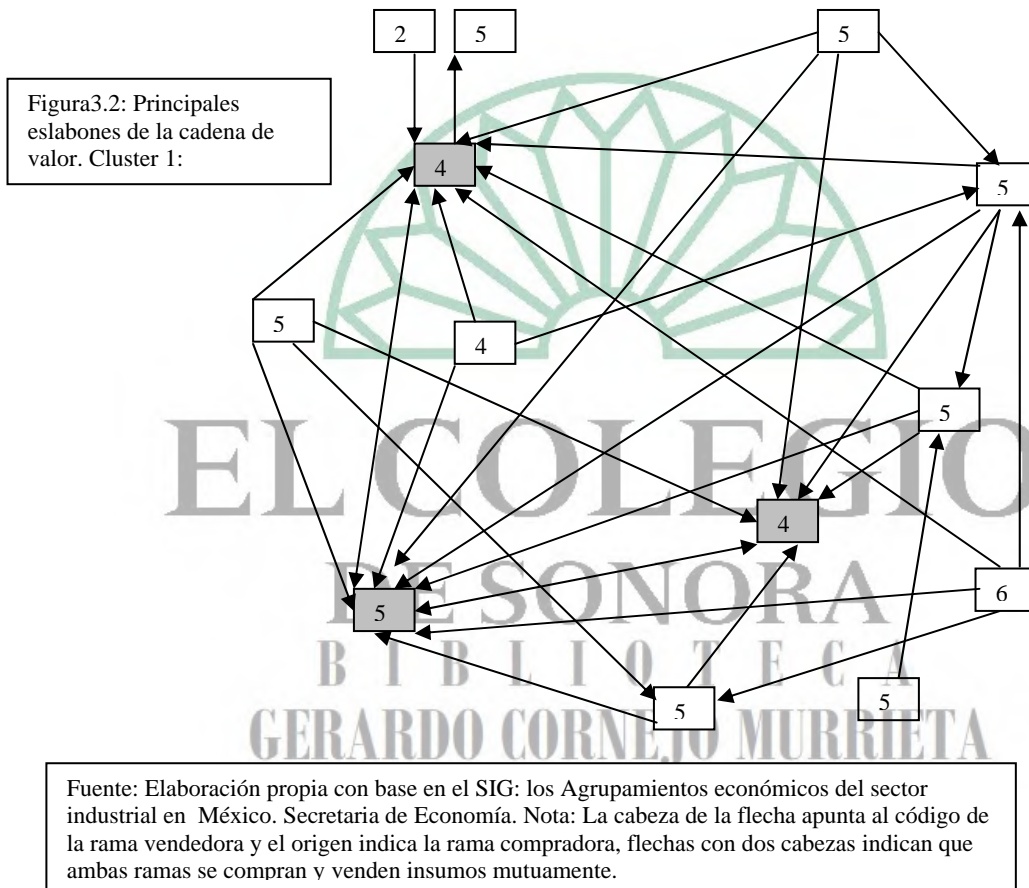 2
5
5
Figura3.2: Principales
eslabones de la cadena de
valor. Cluster 1:
4
5
5
4
5
EL COLEGIO
4
DE SONORA
6
5
BIBLIOTECA
5
5
GERARDO CORNEJO MURRIETA
Fuente: Elaboración propia con base en el SIG: los Agrupamientos económicos del sector
industrial en México. Secretaria de Economía. Nota: La cabeza de la flecha apunta al código de
la rama vendedora y el origen indica la rama compradora, flechas con dos cabezas indican que
ambas ramas se compran y venden insumos mutuamente.